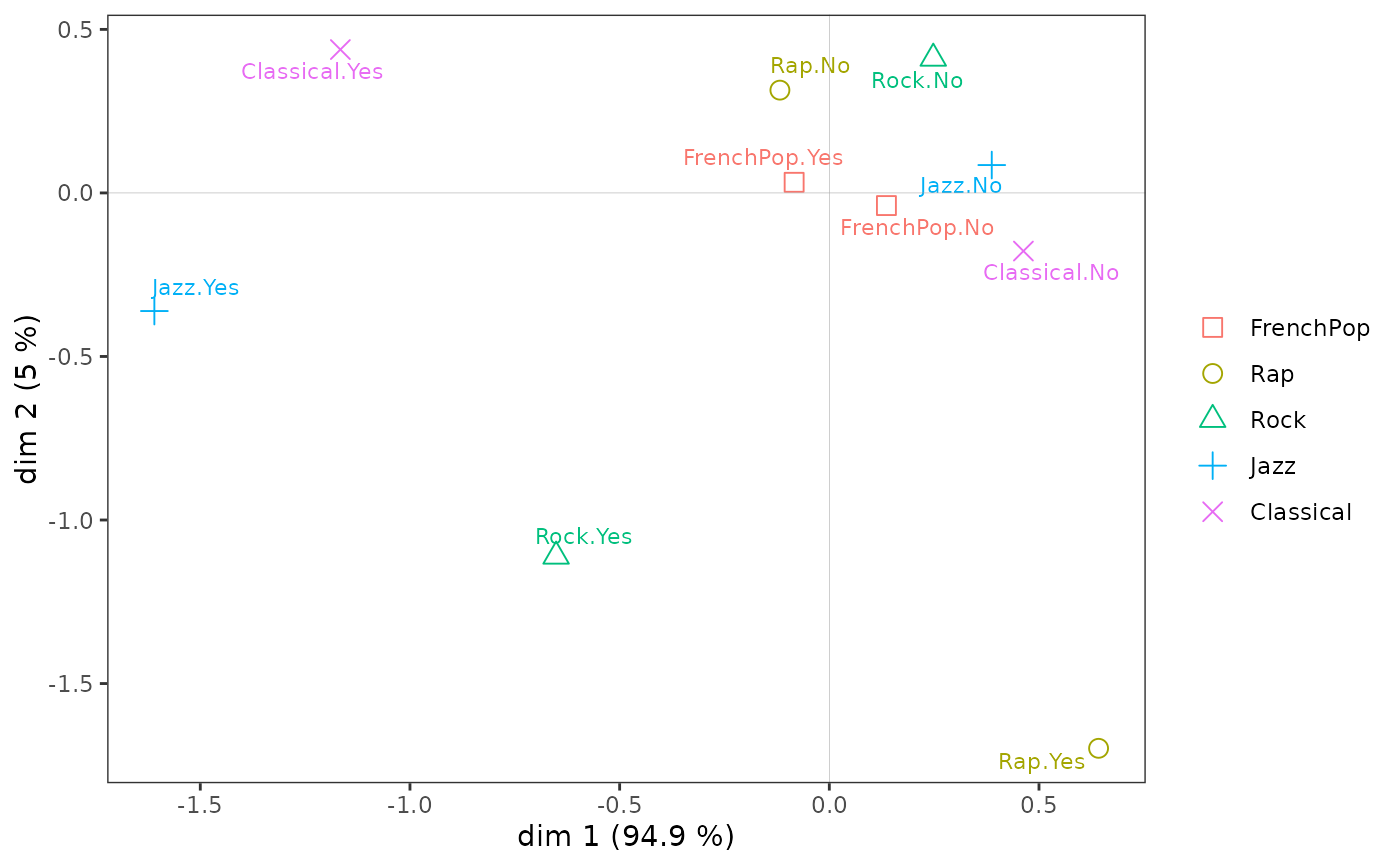 0.5
Classical.Yes
Rap.No
Rock.No
FrenchPop.Yes
0.0
Jazz.No
FrenchPop.No
Classical.No
Jazz.Yes
FrenchPop
-0.5
Rap
dim 2 (5 %)
Rock
Jazz
Classical
-1.0
Rock.Yes
-1.5
Rap.Yes
-1.5
-1.0
-0.5
0.0
0.5
dim 1 (94.9 %)